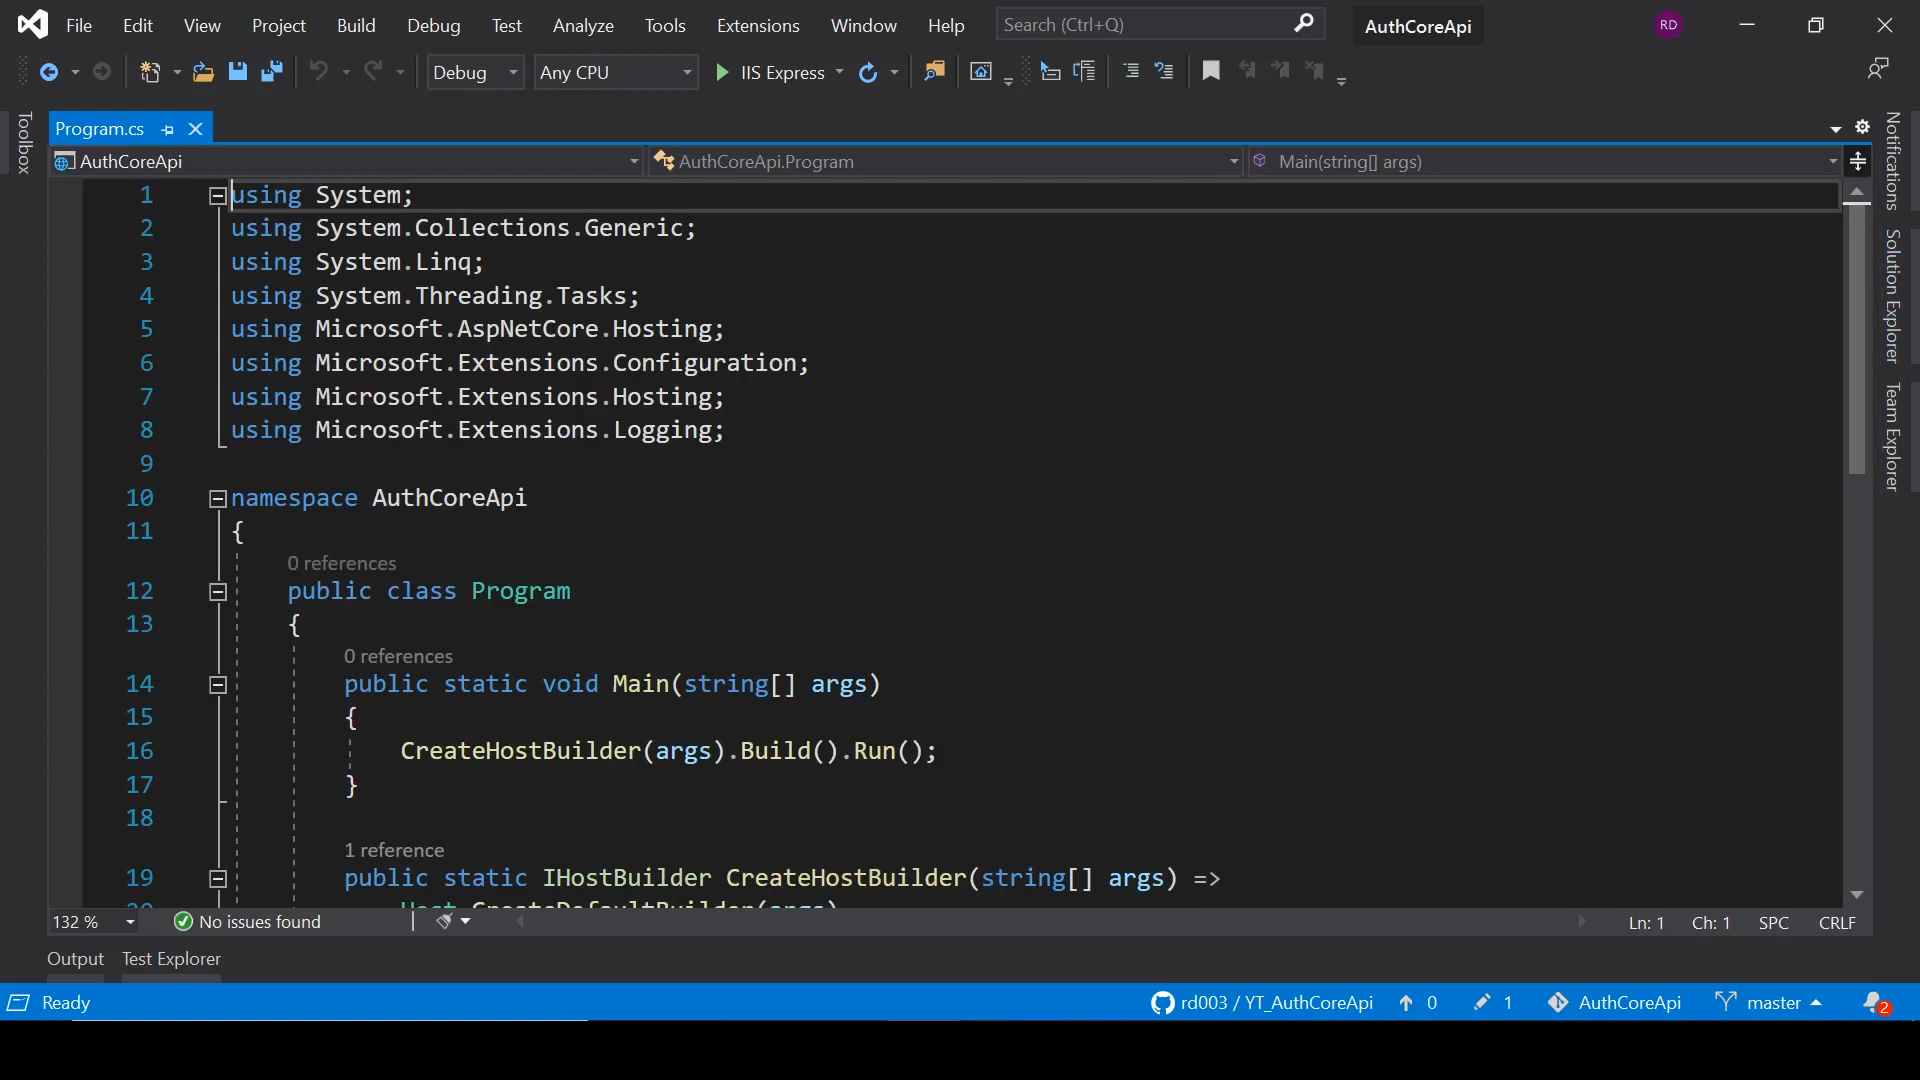 File Edit View Project Build Debug Test Analyze Tools Extensions Window Help Search (Ctrl+Q) AuthCoreApi RD
Debug Any CPU IIS Express
Toolbox
Program.cs
AuthCoreApi AuthCoreApi.Program Main(string[] args)
1 using System;
2 using System.Collections.Generic;
3 using System.Linq;
4 using System.Threading.Tasks;
5 using Microsoft.AspNetCore.Hosting;
6 using Microsoft.Extensions.Configuration;
7 using Microsoft.Extensions.Hosting;
8 using Microsoft.Extensions.Logging;
9
10 namespace AuthCoreApi
11 {
0 references
12 public class Program
13 {
0 references
14 public static void Main(string[] args)
15 {
16 CreateHostBuilder(args).Build().Run();
17 }
18
1 reference
19 public static IHostBuilder CreateHostBuilder(string[] args) =>
20 Host.CreateDefaultBuilder(args)
Notifications
Solution Explorer
Team Explorer
132 % No issues found Ln: 1 Ch: 1 SPC CRLF
Output Test Explorer
Ready rd003 / YT_AuthCoreApi 0 1 AuthCoreApi master 2